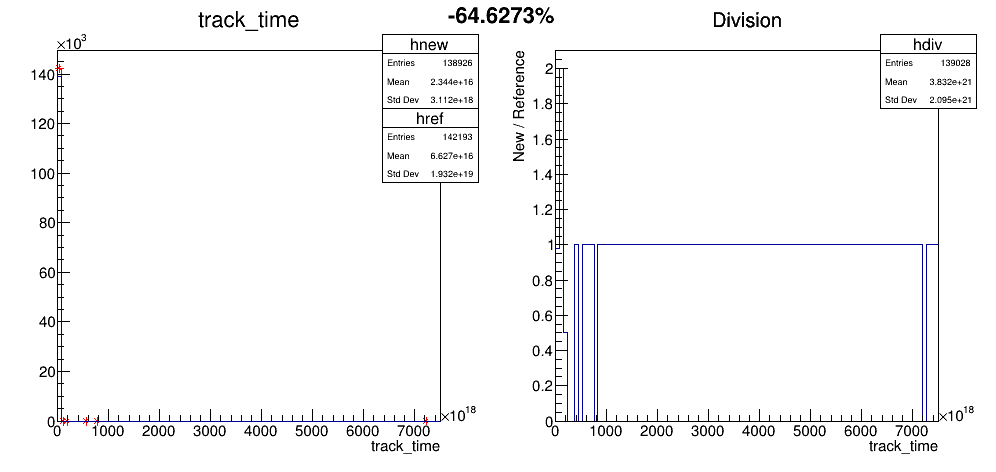 -64.6273%
track_time
×10³
hnew
Entries 138926
Mean 2.344e+16
Std Dev 3.112e+18
href
Entries 142193
Mean 6.627e+16
Std Dev 1.932e+19
140
120
100
80
60
40
20
0
0 1000 2000 3000 4000 5000 6000 7000
×10¹⁸
track_time
Division
hdiv
Entries 139028
Mean 3.832e+21
Std Dev 2.095e+21
New / Reference
2
1.8
1.6
1.4
1.2
1
0.8
0.6
0.4
0.2
0
0 1000 2000 3000 4000 5000 6000 7000
×10¹⁸
track_time